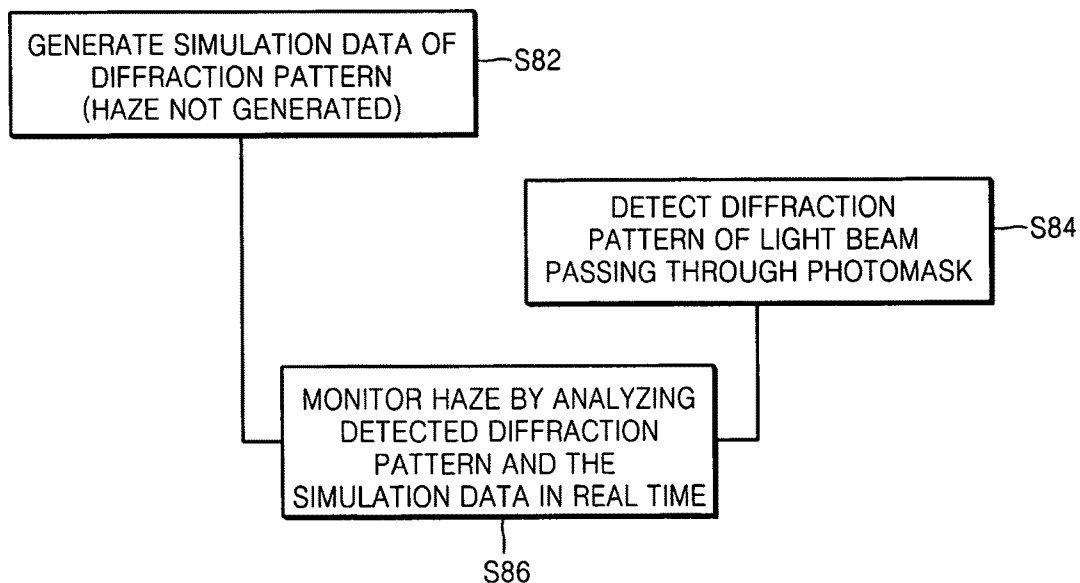 GENERATE SIMULATION DATA OF
DIFFRACTION PATTERN
(HAZE NOT GENERATED)
S82
DETECT DIFFRACTION
PATTERN OF LIGHT BEAM
PASSING THROUGH PHOTOMASK
S84
MONITOR HAZE BY ANALYZING
DETECTED DIFFRACTION
PATTERN AND THE
SIMULATION DATA IN REAL TIME
S86